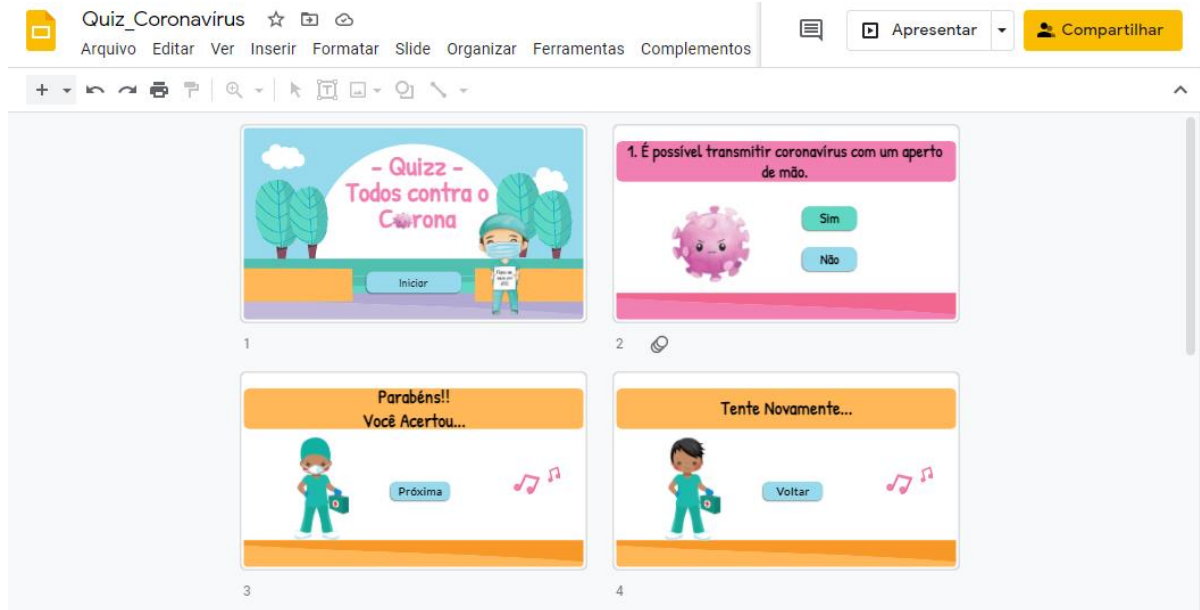 Quiz_Coronavirus
Arquivo Editar Ver Inserir Formatar Slide Organizar Ferramentas Complementos
Apresentar
Compartilhar
- Quizz -
Todos contra o
Corona
Iniciar
1
1. É possível transmitir coronavírus com um aperto
de mão.
Sim
Não
2
Parabéns!!
Você Acertou...
Próxima
3
Tente Novamente...
Voltar
4